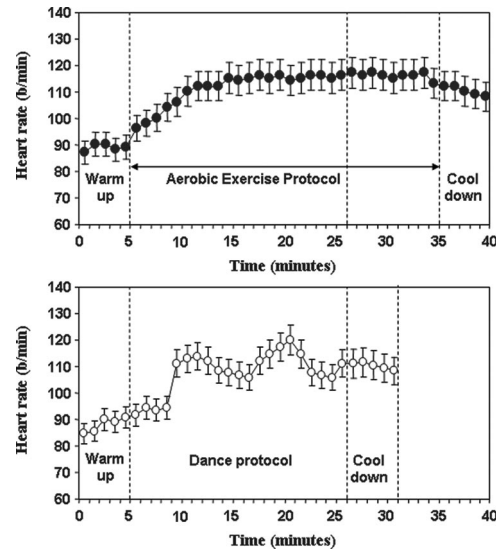 Heart rate (b/min)
140
130
120
110
100
90
80
70
60
Warm up
Aerobic Exercise Protocol
Cool down
0 5 10 15 20 25 30 35 40
Time (minutes)
Heart rate (b/min)
140
130
120
110
100
90
80
70
60
Warm up
Dance protocol
Cool down
0 5 10 15 20 25 30 35 40
Time (minutes)